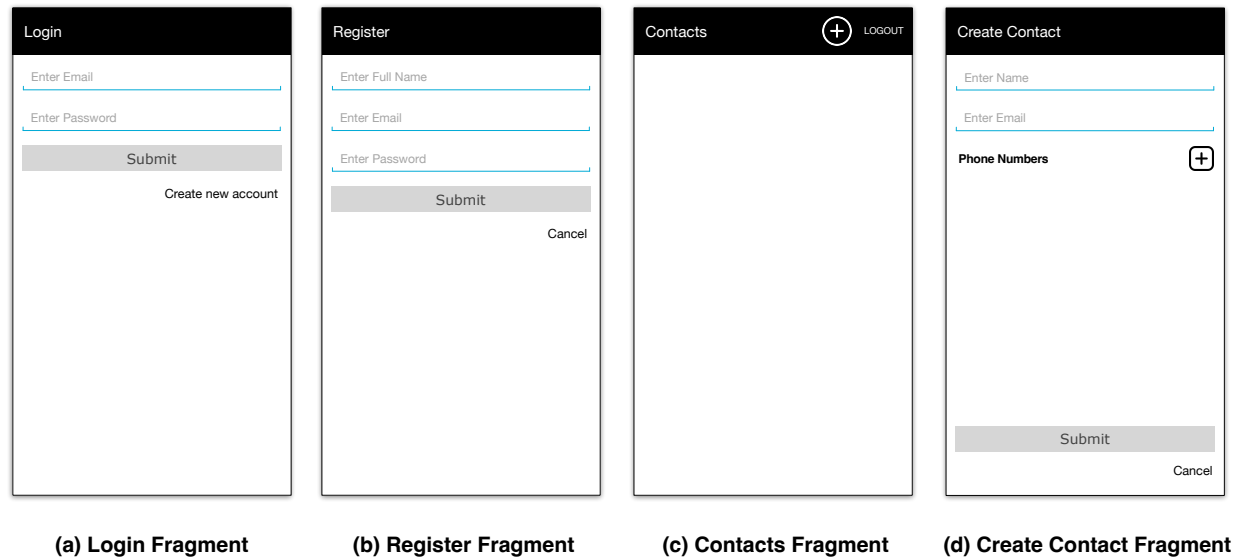 Login
Enter Email
Enter Password
Submit
Create new account
(a) Login Fragment
Register
Enter Full Name
Enter Email
Enter Password
Submit
Cancel
(b) Register Fragment
Contacts
LOGOUT
(c) Contacts Fragment
Create Contact
Enter Name
Enter Email
Phone Numbers
Submit
Cancel
(d) Create Contact Fragment